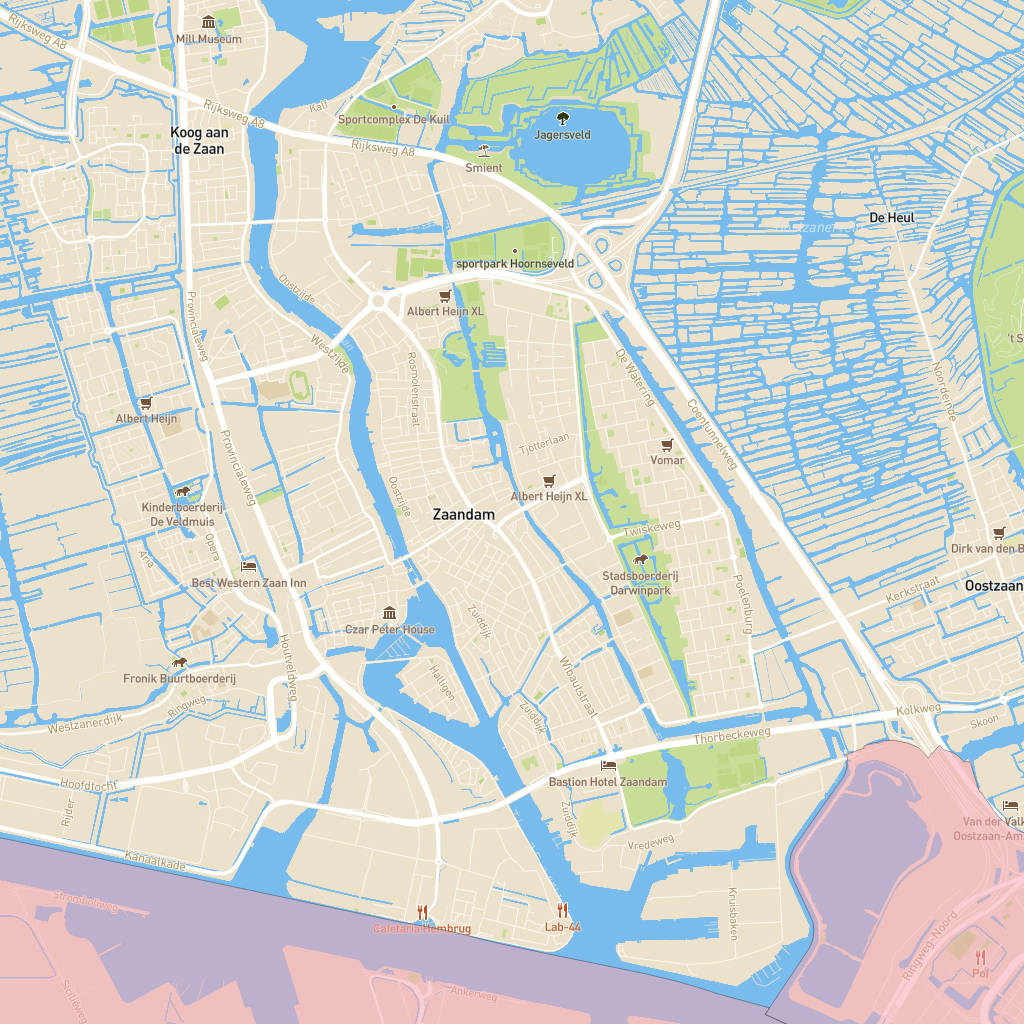 Rijksweg A8
Mill Museum
Rijksweg A8
Kalf
Sportcomplex De Kuil
Jagersveld
Koog aan
de Zaan
Rijksweg A8
Smient
De Heul
Oostzanerveld
sportpark Hoornseveld
Oostzijde
Albert Heijn XL
Provincialeweg
Westzijde
't S
Rosmolenstraat
De Watering
Noordeinde
Albert Heijn
Coentunnelweg
Provincialeweg
Tjotterlaan
Vomar
Kinderboerderij
De Veldmuis
Oostzijde
Albert Heijn XL
Zaandam
Twiskeweg
Opera
Aria
Dirk van den B
Best Western Zaan Inn
Stadsboerderij
Darwinpark
Poelenburg
Kerkstraat
Oostzaan
Czar Peter House
Zuiddijk
Houtveldweg
Fronik Buurtboerderij
Halligen
Wibautstraat
Ringweg
Westzanerdijk
Zuiddijk
Kolkweg
Skoon
Thorbeckeweg
Hoofdtocht
Bastion Hotel Zaandam
Rijder
Zuiddijk
Van der Valk
Oostzaan-Am
Vredeweg
Kanaalkade
Stromboliweg
Kruisbaken
Cafetaria Hembrug
Lab-44
Ringweg-Noord
Pof
Siciliëweg
Ankerweg